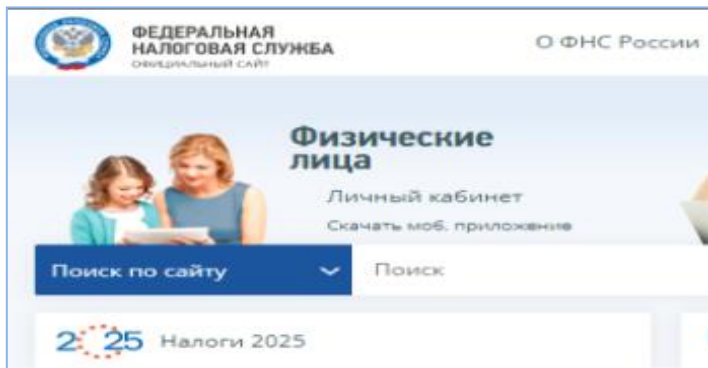 ФЕДЕРАЛЬНАЯ
НАЛОГОВАЯ СЛУЖБА
ОФИЦИАЛЬНЫЙ САЙТ
О ФНС России
Физические
лица
Личный кабинет
Скачать моб. приложение
Поиск по сайту
Поиск
2025 Налоги 2025